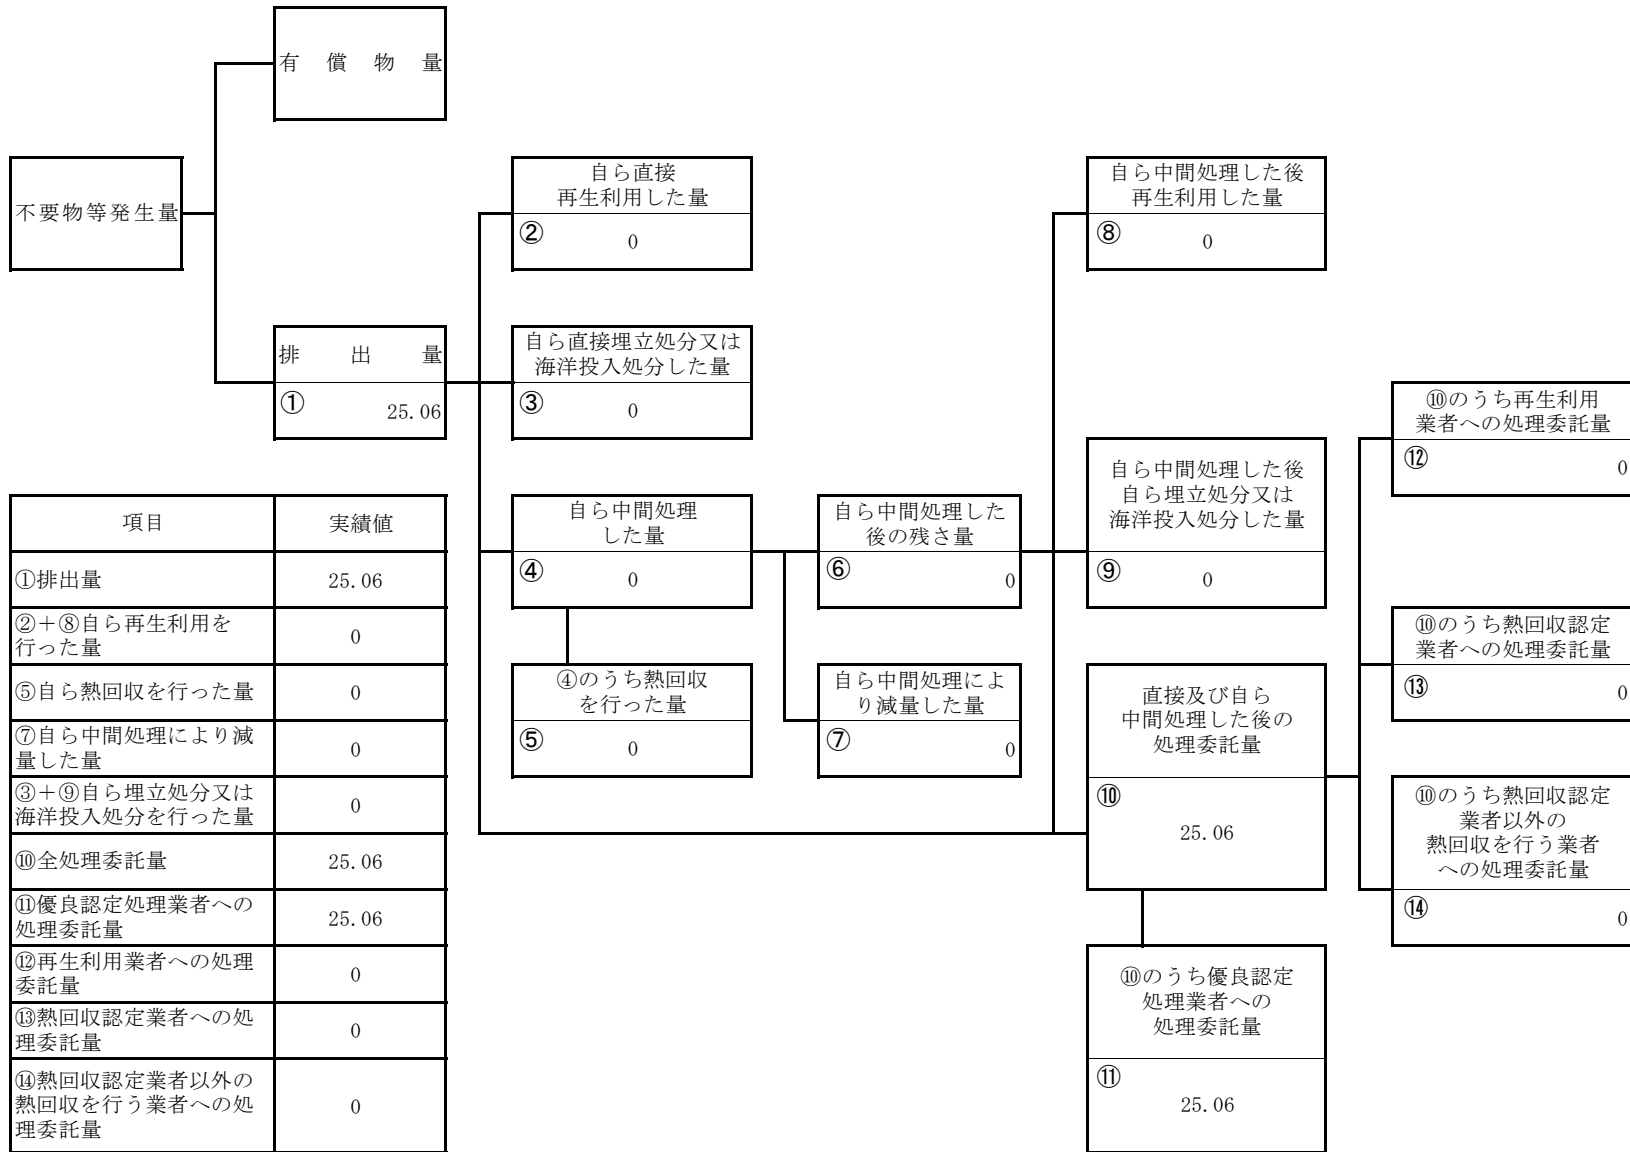 有償物量
不要物等発生量
自ら直接
再生利用した量
②
0
自ら中間処理した後
再生利用した量
⑧
0
排出量
①
25.06
自ら直接埋立処分又は
海洋投入処分した量
③
0
⑩のうち再生利用
業者への処理委託量
⑫
0
自ら中間処理した後
自ら埋立処分又は
海洋投入処分した量
⑨
0
自ら中間処理
した量
④
0
自ら中間処理した
後の残さ量
⑥
0
⑩のうち熱回収認定
業者への処理委託量
⑬
0
④のうち熱回収
を行った量
⑤
0
自ら中間処理によ
り減量した量
⑦
0
直接及び自ら
中間処理した後の
処理委託量
⑩
25.06
⑩のうち熱回収認定
業者以外の
熱回収を行う業者
への処理委託量
⑭
0
⑩のうち優良認定
処理業者への
処理委託量
⑪
25.06
項目 実績値
①排出量 25.06
②＋⑧自ら再生利用を
行った量 0
⑤自ら熱回収を行った量 0
⑦自ら中間処理により減
量した量 0
③＋⑨自ら埋立処分又は
海洋投入処分を行った量 0
⑩全処理委託量 25.06
⑪優良認定処理業者への
処理委託量 25.06
⑫再生利用業者への処理
委託量 0
⑬熱回収認定業者への処
理委託量 0
⑭熱回収認定業者以外の
熱回収を行う業者への処
理委託量 0